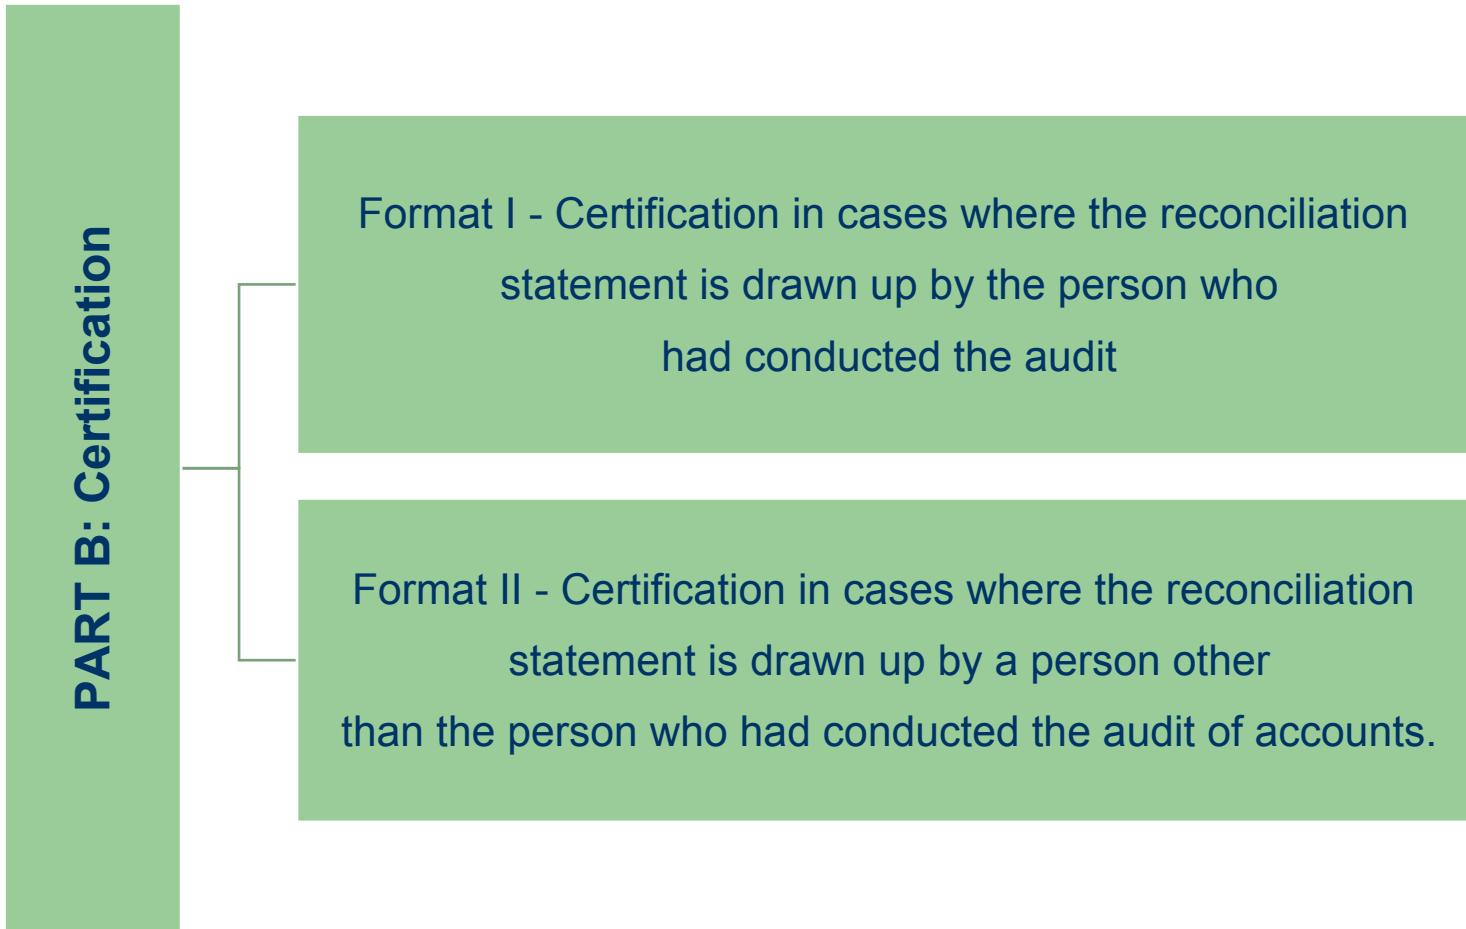 PART B: Certification
Format I - Certification in cases where the reconciliation
statement is drawn up by the person who
had conducted the audit
Format II - Certification in cases where the reconciliation
statement is drawn up by a person other
than the person who had conducted the audit of accounts.